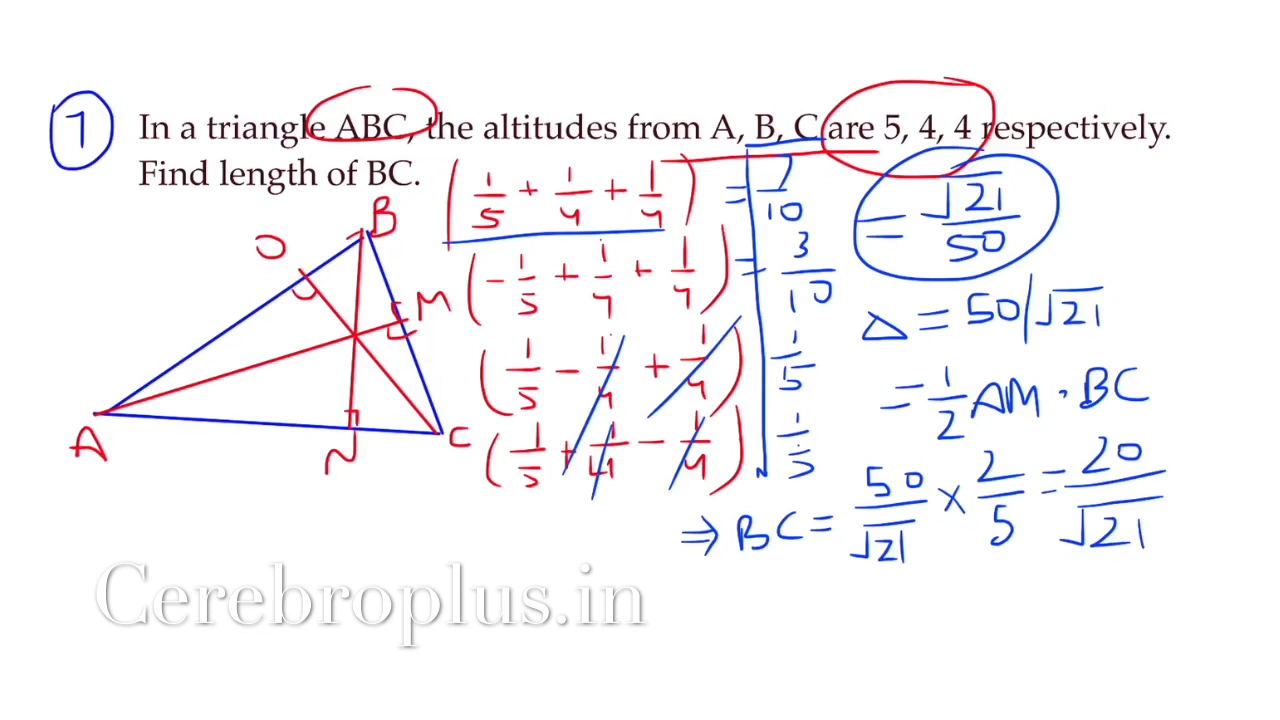 7 In a triangle ABC, the altitudes from A, B, C are 5, 4, 4 respectively.
Find length of BC.
(1/5 + 1/4 + 1/4) = 7/10
(-1/5 + 1/4 + 1/4) = 3/10
(1/5 - 1/4 + 1/4) 1/5
(1/5 + 1/4 - 1/4) 1/5
= √21/50
Δ = 50/√21
= 1/2 AM . BC
⇒ BC = 50/√21 × 2/5 = 20/√21
B
O
M
A
N
C
Cerebroplus.in